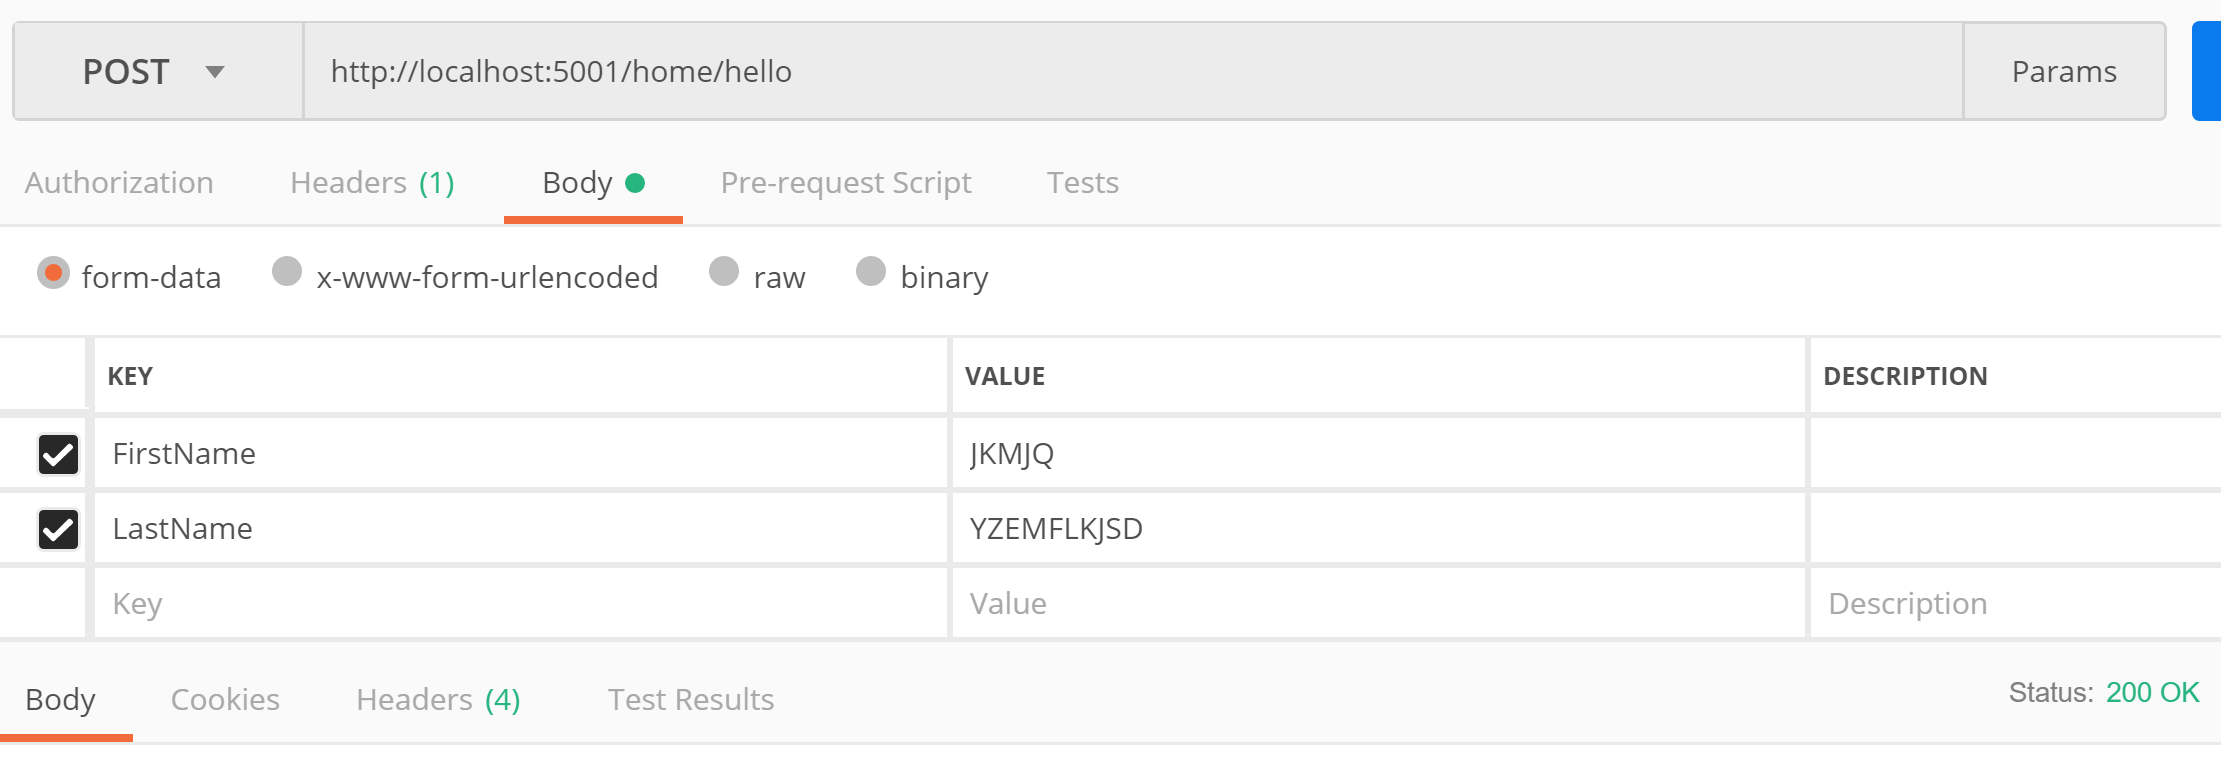 POST http://localhost:5001/home/hello Params
Authorization Headers (1) Body Pre-request Script Tests
form-data x-www-form-urlencoded raw binary
KEY VALUE DESCRIPTION
FirstName JKMJQ
LastName YZEMFLKJSD
Key Value Description
Body Cookies Headers (4) Test Results Status: 200 OK